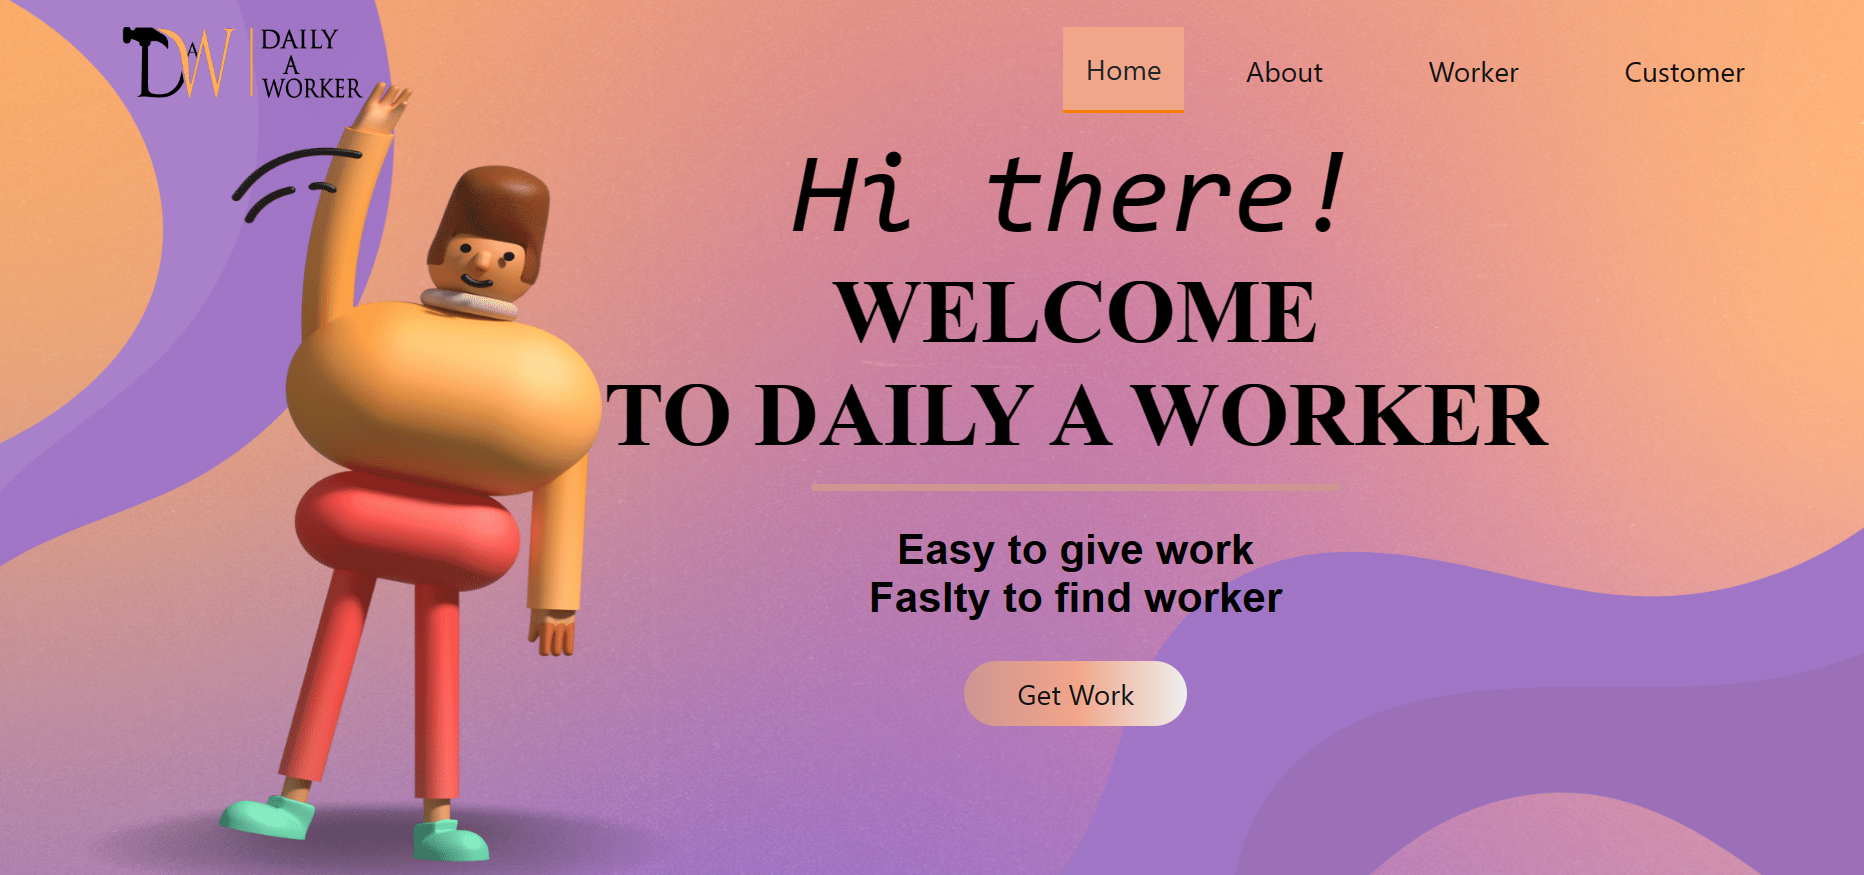 DAW
DAILY
A
WORKER
Home
About
Worker
Customer
Hi there!
WELCOME
TO DAILY A WORKER
Easy to give work
Faslty to find worker
Get Work